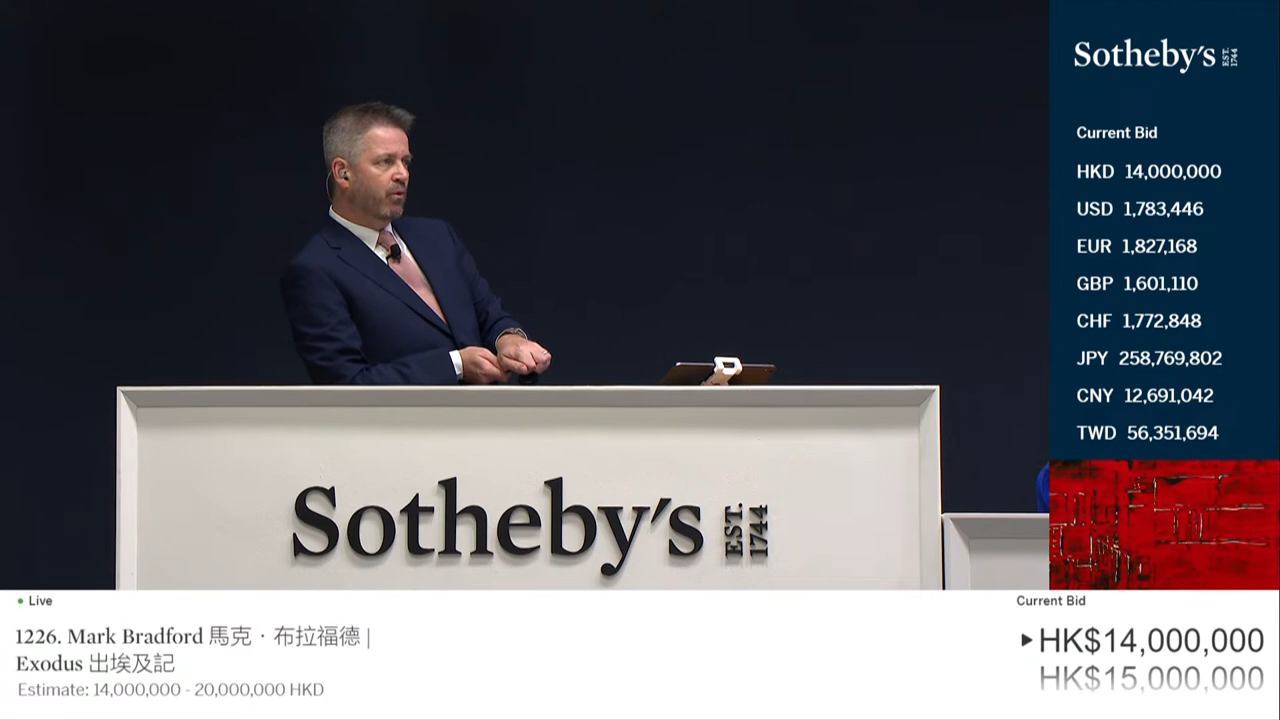 Sotheby's EST. 1744
Current Bid
HKD 14,000,000
USD 1,783,446
EUR 1,827,168
GBP 1,601,110
CHF 1,772,848
JPY 258,769,802
CNY 12,691,042
TWD 56,351,694
Sotheby's EST. 1744
Live
Current Bid
1226. Mark Bradford 馬克·布拉福德 |
Exodus 出埃及記
Estimate: 14,000,000 - 20,000,000 HKD
HK$14,000,000
HK$15,000,000